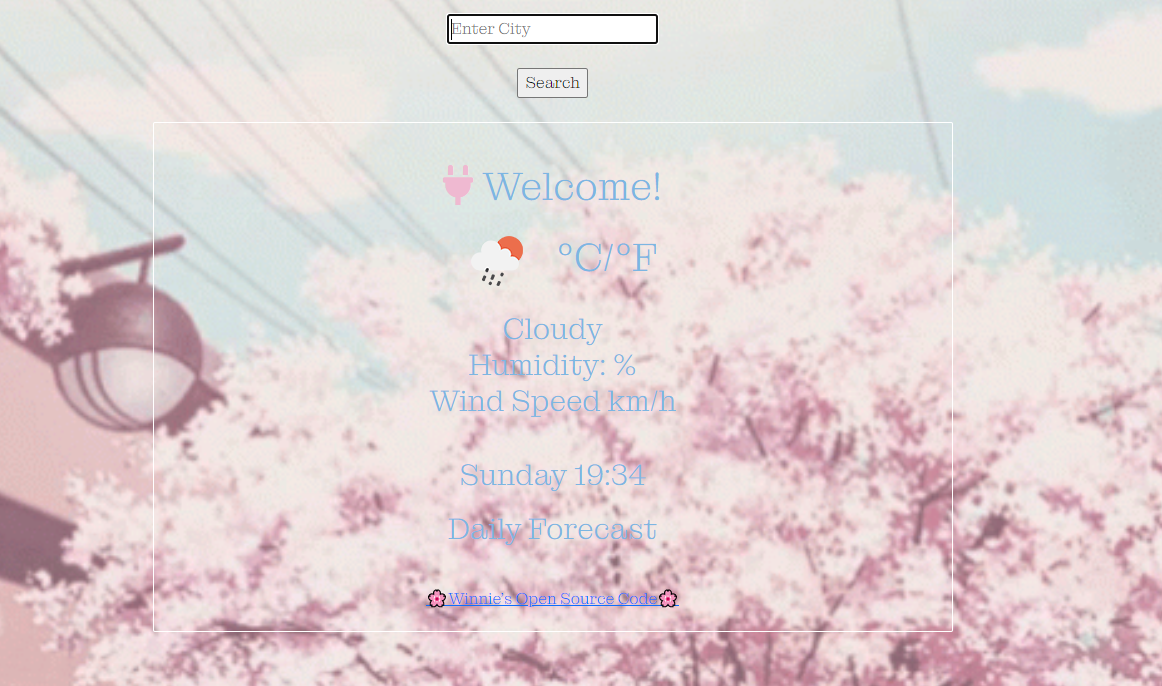 Enter City
Search
Welcome!
°C/°F
Cloudy
Humidity: %
Wind Speed km/h
Sunday 19:34
Daily Forecast
🌸Winnie's Open Source Code🌸